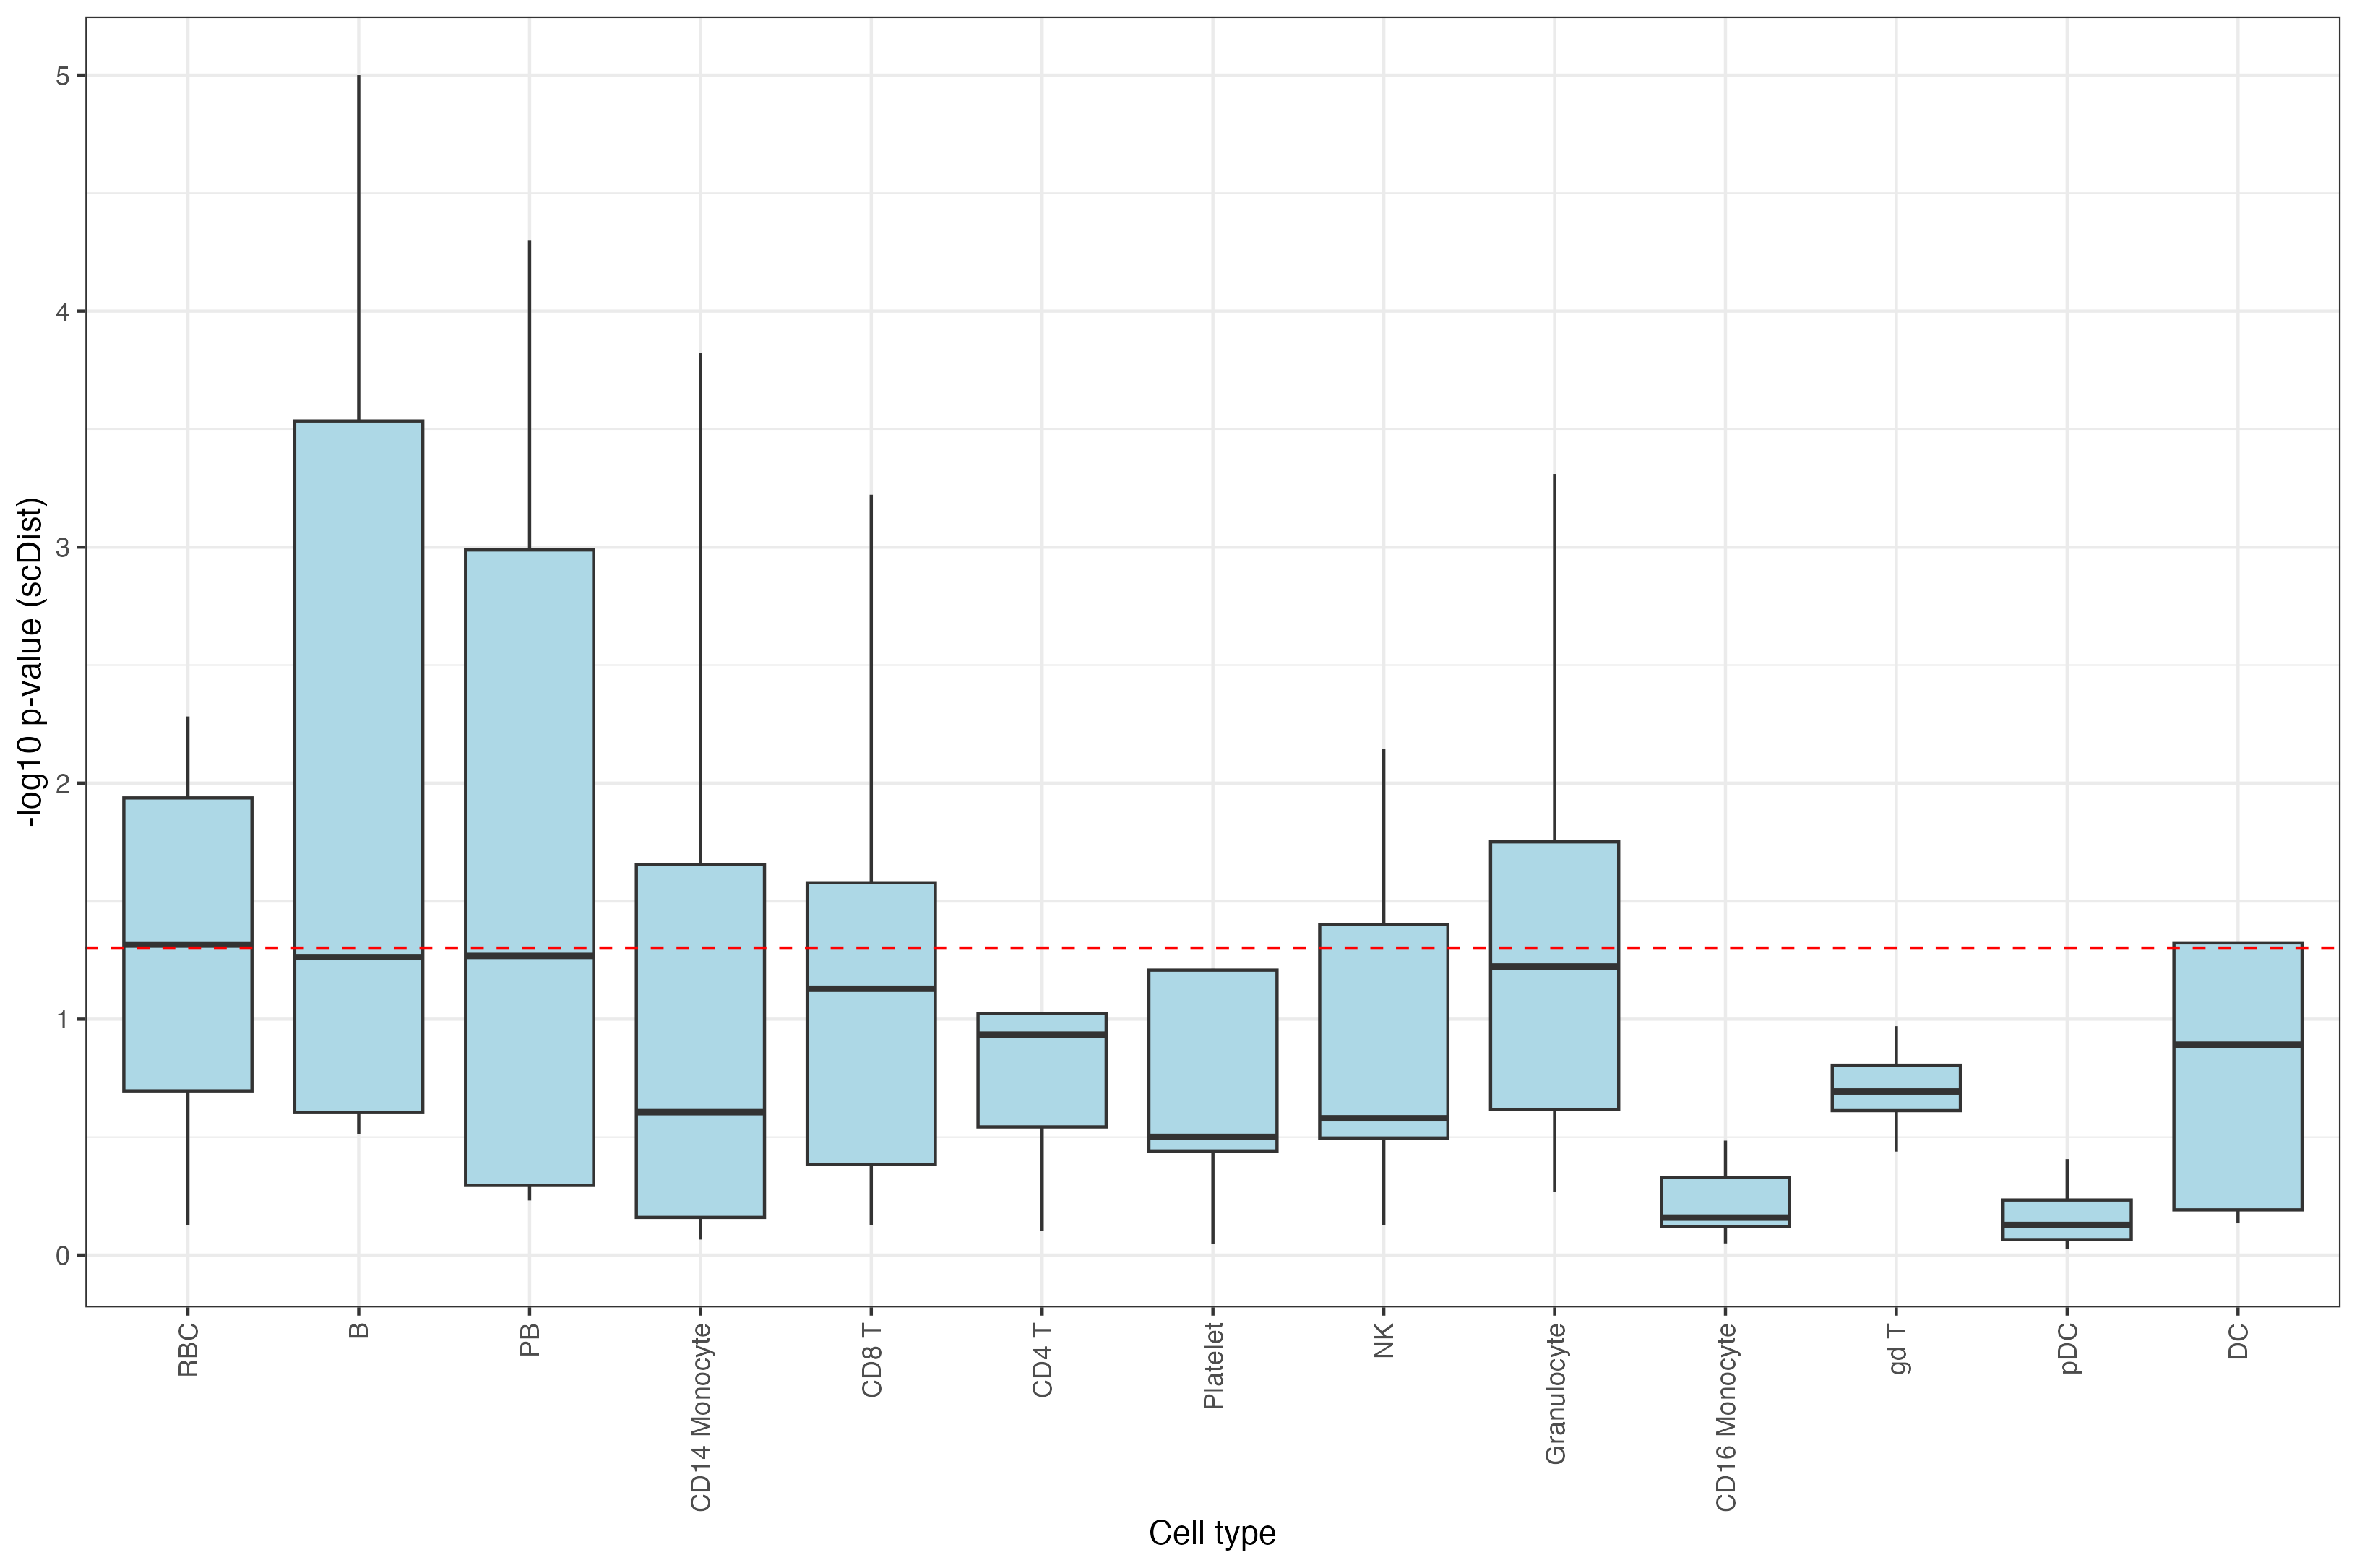 -log10 p-value (scDist)
5
4
3
2
1
0
RBC
B
PB
CD14 Monocyte
CD8 T
CD4 T
Platelet
NK
Granulocyte
CD16 Monocyte
gd T
pDC
DC
Cell type